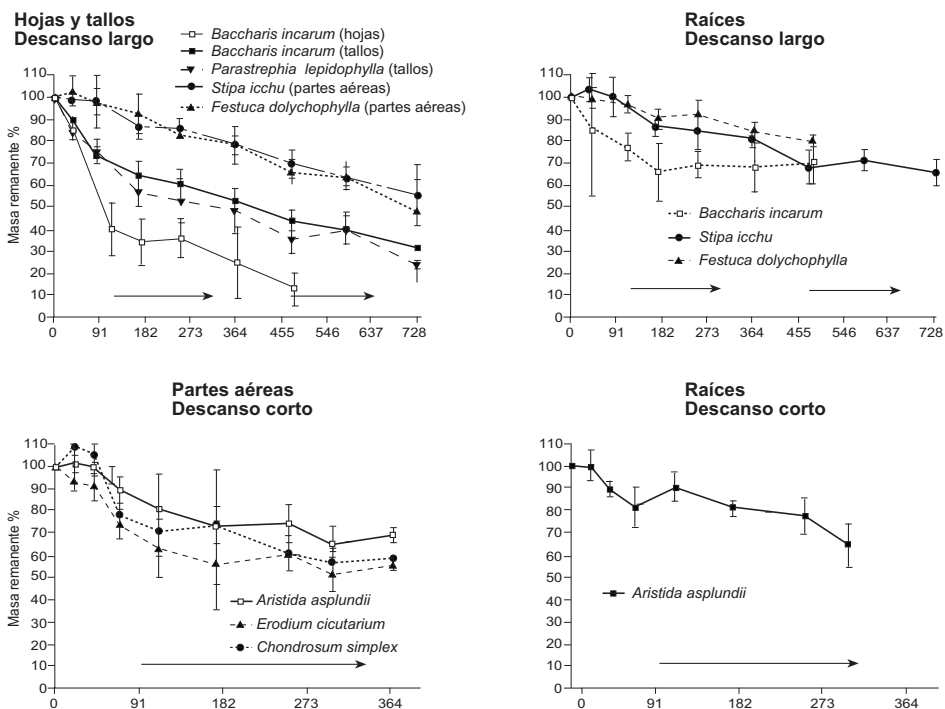 Hojas y tallos
Descanso largo
Baccharis incarum (hojas)
Baccharis incarum (tallos)
Parastrephia lepidophylla (tallos)
Stipa icchu (partes aéreas)
Festuca dolychophylla (partes aéreas)
Masa remanente %
110
100
90
80
70
60
50
40
30
20
10
0
0 91 182 273 364 455 546 637 728
Raíces
Descanso largo
110
100
90
80
70
60
50
40
30
20
10
0
Baccharis incarum
Stipa icchu
Festuca dolychophylla
0 91 182 273 364 455 546 637 728
Partes aéreas
Descanso corto
Masa remanente %
110
100
90
80
70
60
50
40
30
20
10
0
Aristida asplundii
Erodium cicutarium
Chondrosum simplex
0 91 182 273 364
Raíces
Descanso corto
110
100
90
80
70
60
50
40
30
20
10
0
Aristida asplundii
0 91 182 273 364